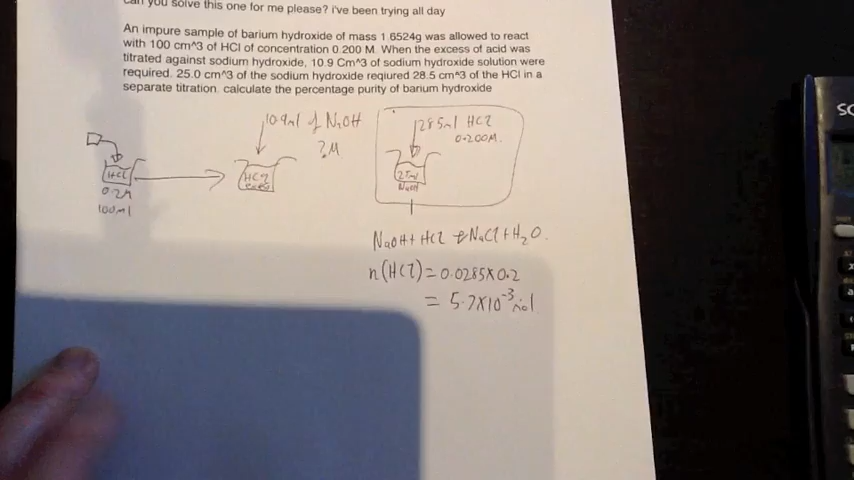 can you solve this one for me please? i've been trying all day
An impure sample of barium hydroxide of mass 1.6524g was allowed to react
with 100 cm^3 of HCl of concentration 0.200 M. When the excess of acid was
titrated against sodium hydroxide, 10.9 Cm^3 of sodium hydroxide solution were
required. 25.0 cm^3 of the sodium hydroxide reqiured 28.5 cm^3 of the HCl in a
separate titration. calculate the percentage purity of barium hydroxide
10.9ml of NaOH
?M
28.5ml HCl
0.200M.
HCl
0.2M
100ml
HCl
25ml
NaOH
NaOH + HCl → NaCl + H2O.
n(HCl) = 0.0285 x 0.2
= 5.7x10^-3 mol
SC